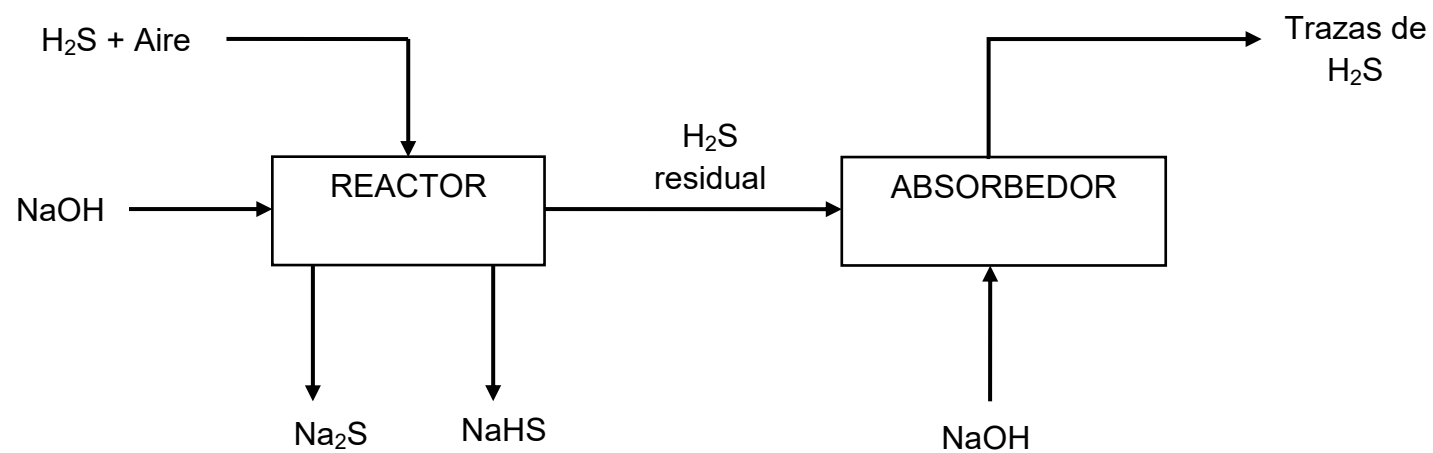 H₂S + Aire
Trazas de
H₂S
H₂S
residual
REACTOR
ABSORBEDOR
NaOH
Na₂S
NaHS
NaOH